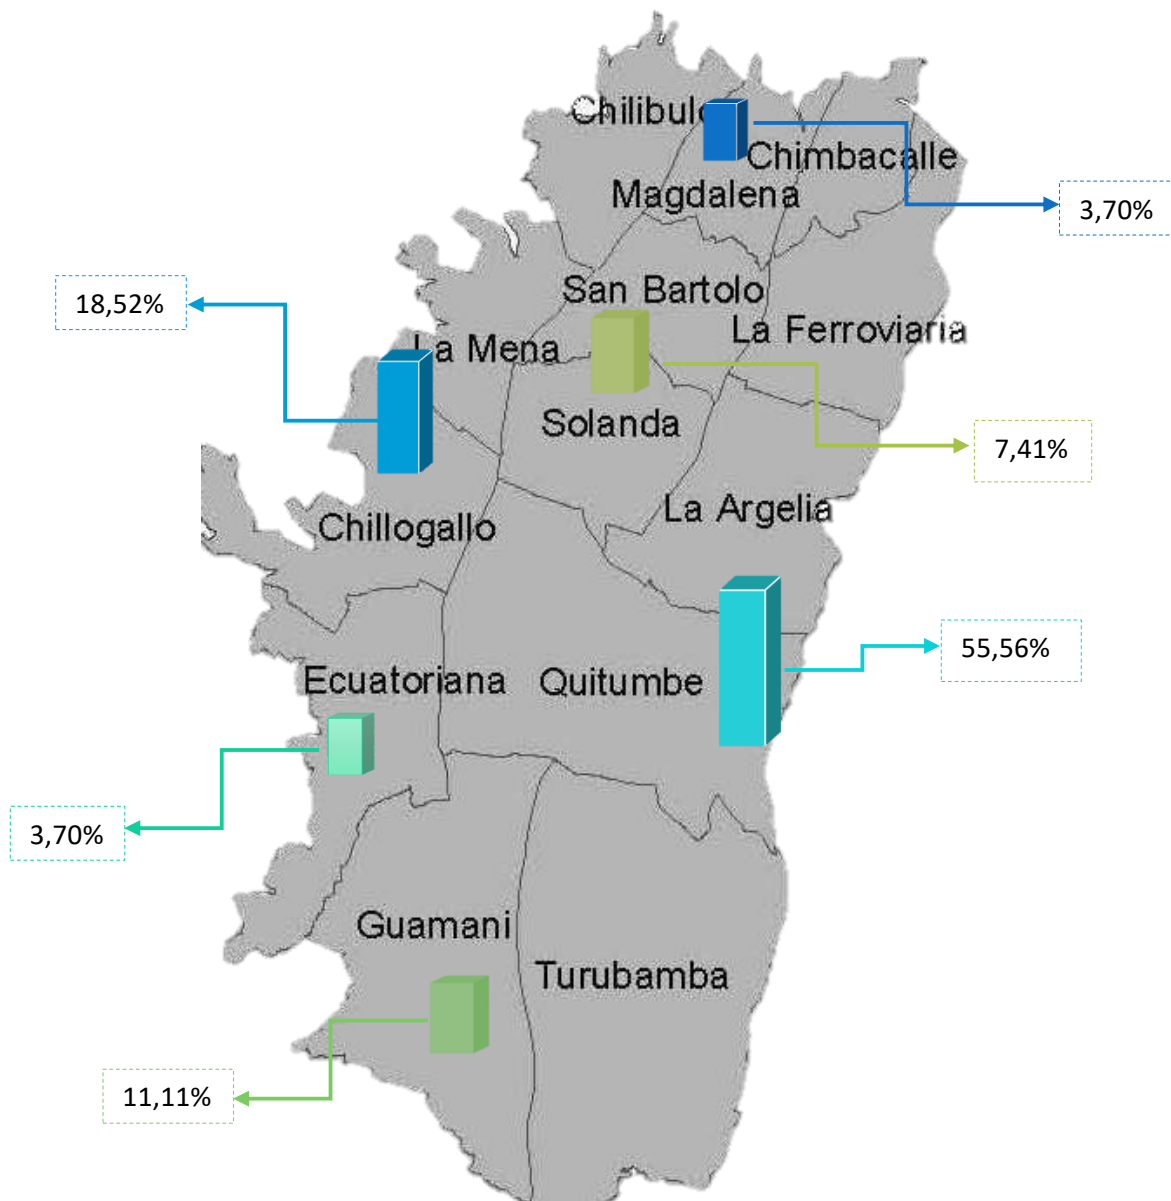 Chilibulo
Chimbacalle
Magdalena
3,70%
San Bartolo
18,52%
La Ferroviaria
La Mena
Solanda
7,41%
La Argelia
Chillogallo
55,56%
Ecuatoriana
Quitumbe
3,70%
Guamani
Turubamba
11,11%